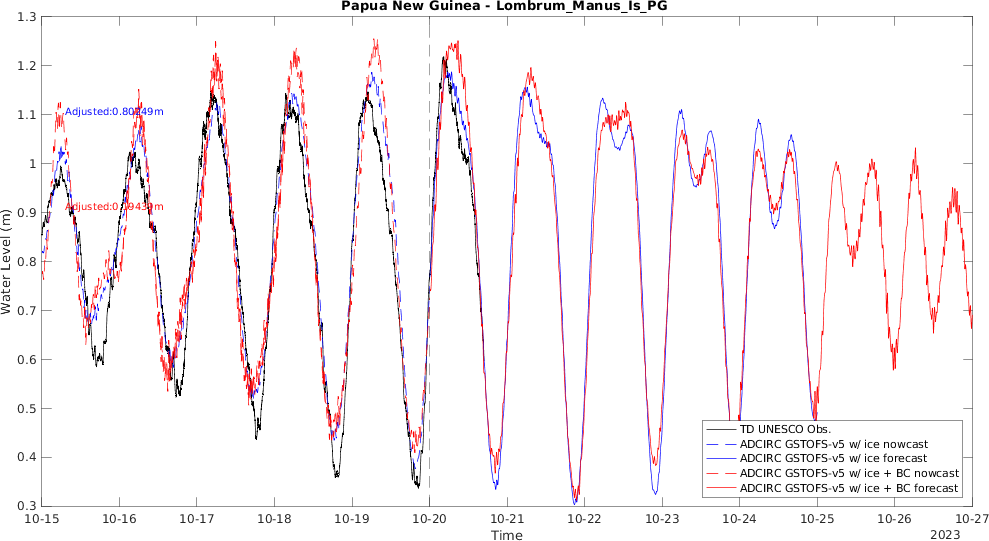 Papua New Guinea - Lombrum_Manus_Is_PG
1.3
1.2
1.1
1
0.9
0.8
0.7
0.6
0.5
0.4
0.3
Water Level (m)
Adjusted:0.80249m
TD UNESCO Obs.
ADCIRC GSTOFS-v5 w/ ice nowcast
ADCIRC GSTOFS-v5 w/ ice forecast
ADCIRC GSTOFS-v5 w/ ice + BC nowcast
ADCIRC GSTOFS-v5 w/ ice + BC forecast
10-15 10-16 10-17 10-18 10-19 10-20 10-21 10-22 10-23 10-24 10-25 10-26 10-27
Time
2023